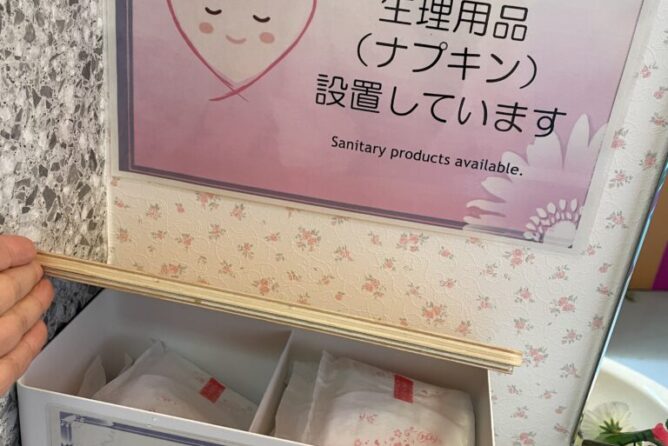 生理用品
（ナプキン）
設置しています
Sanitary products available.